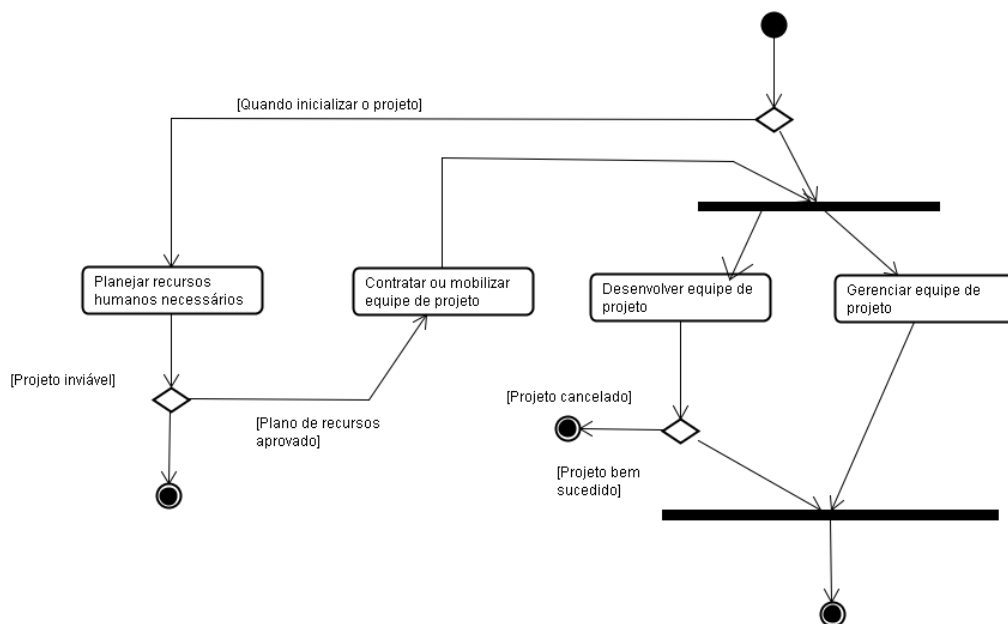 [Quando inicializar o projeto]
Planejar recursos
humanos necessários
Contratar ou mobilizar
equipe de projeto
Desenvolver equipe de
projeto
Gerenciar equipe de
projeto
[Projeto inviável]
[Plano de recursos
aprovado]
[Projeto cancelado]
[Projeto bem
sucedido]